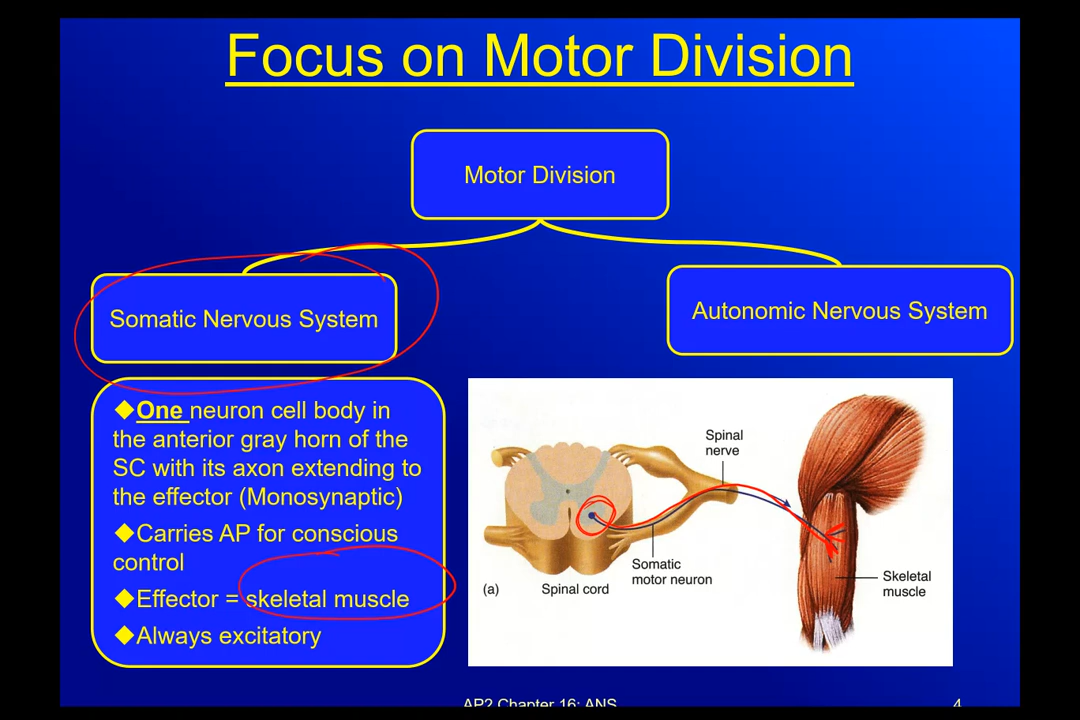 Focus on Motor Division
Motor Division
Somatic Nervous System
Autonomic Nervous System
◆One neuron cell body in
the anterior gray horn of the
SC with its axon extending to
the effector (Monosynaptic)
◆Carries AP for conscious
control
◆Effector = skeletal muscle
◆Always excitatory
Spinal
nerve
Somatic
motor neuron
Skeletal
muscle
(a)
Spinal cord
AP2 Chapter 16: ANS
4